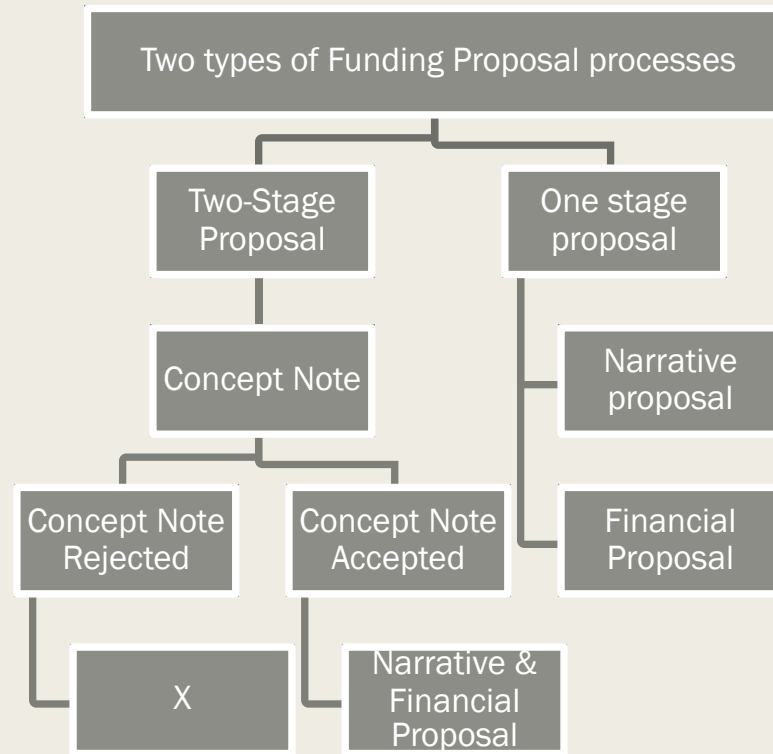 Two types of Funding Proposal processes
Two-Stage
Proposal
One stage
proposal
Concept Note
Narrative
proposal
Concept Note
Rejected
Concept Note
Accepted
Financial
Proposal
X
Narrative &
Financial
Proposal